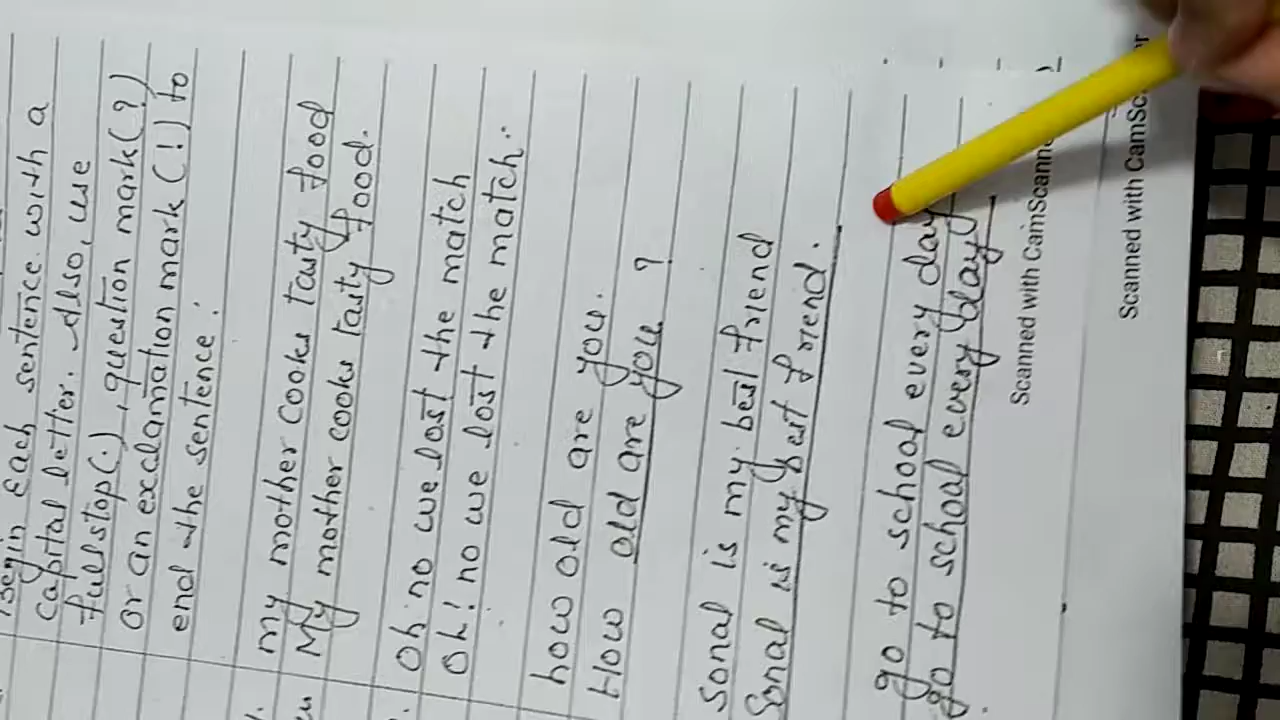 Begin Each sentence with a
capital letter. Also, use
fullstop(.), question mark(?)
or an exclamation mark(!) to
end the sentence.
my mother cooks tasty food
My mother cooks tasty food.
Oh no we lost the match
Oh! no we lost the match.
how old are you.
How old are you ?
sonal is my best friend
Sonal is my best friend.
go to school every day
go to school every day
Scanned with CamScanne
Scanned with CamSc